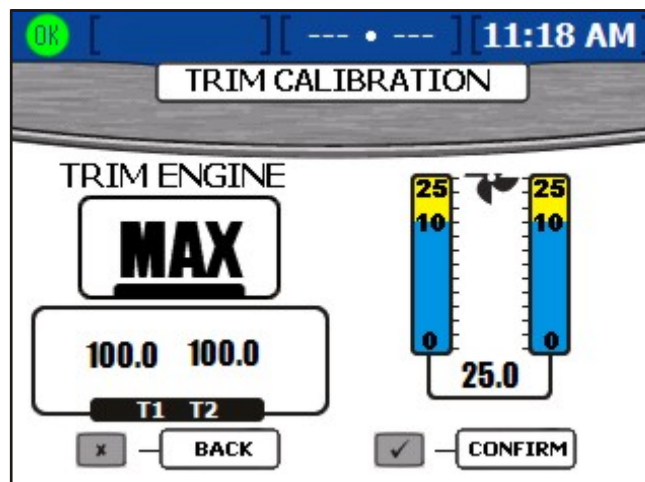 OK [ ][ --- • --- ][11:18 AM]
TRIM CALIBRATION
TRIM ENGINE
MAX
100.0 100.0
T1 T2
25 25
10 10
0 0
25.0
x BACK
✓ CONFIRM